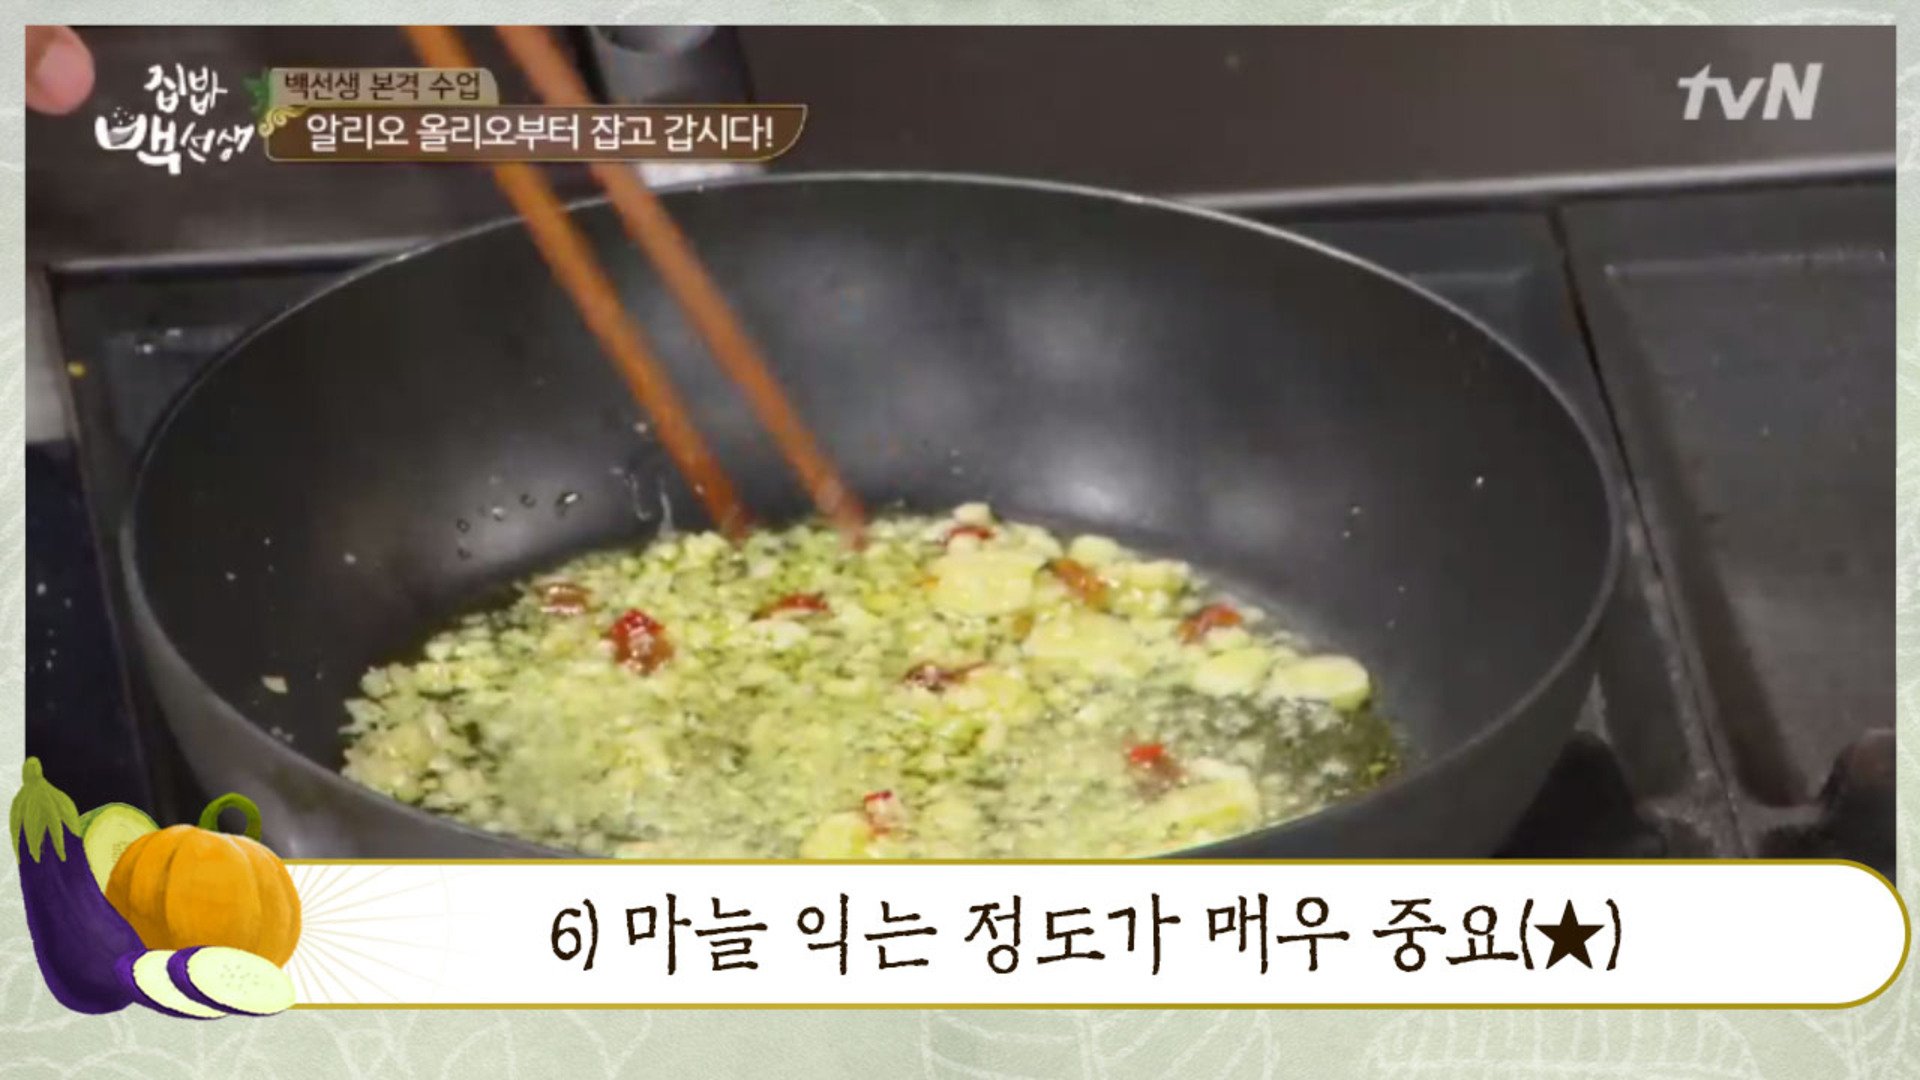 집밥
백선생
백선생 본격 수업
알리오 올리오부터 잡고 갑시다!
tvN
6) 마늘 익는 정도가 매우 중요(★)